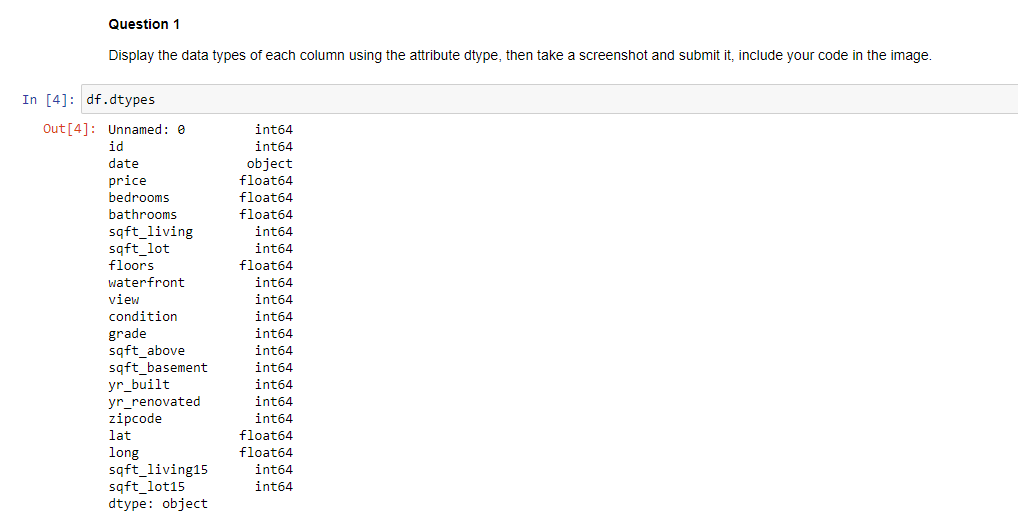 Question 1
Display the data types of each column using the attribute dtype, then take a screenshot and submit it, include your code in the image.
In [4]: df.dtypes
Out[4]: Unnamed: 0 int64
id int64
date object
price float64
bedrooms float64
bathrooms float64
sqft_living int64
sqft_lot int64
floors float64
waterfront int64
view int64
condition int64
grade int64
sqft_above int64
sqft_basement int64
yr_built int64
yr_renovated int64
zipcode int64
lat float64
long float64
sqft_living15 int64
sqft_lot15 int64
dtype: object